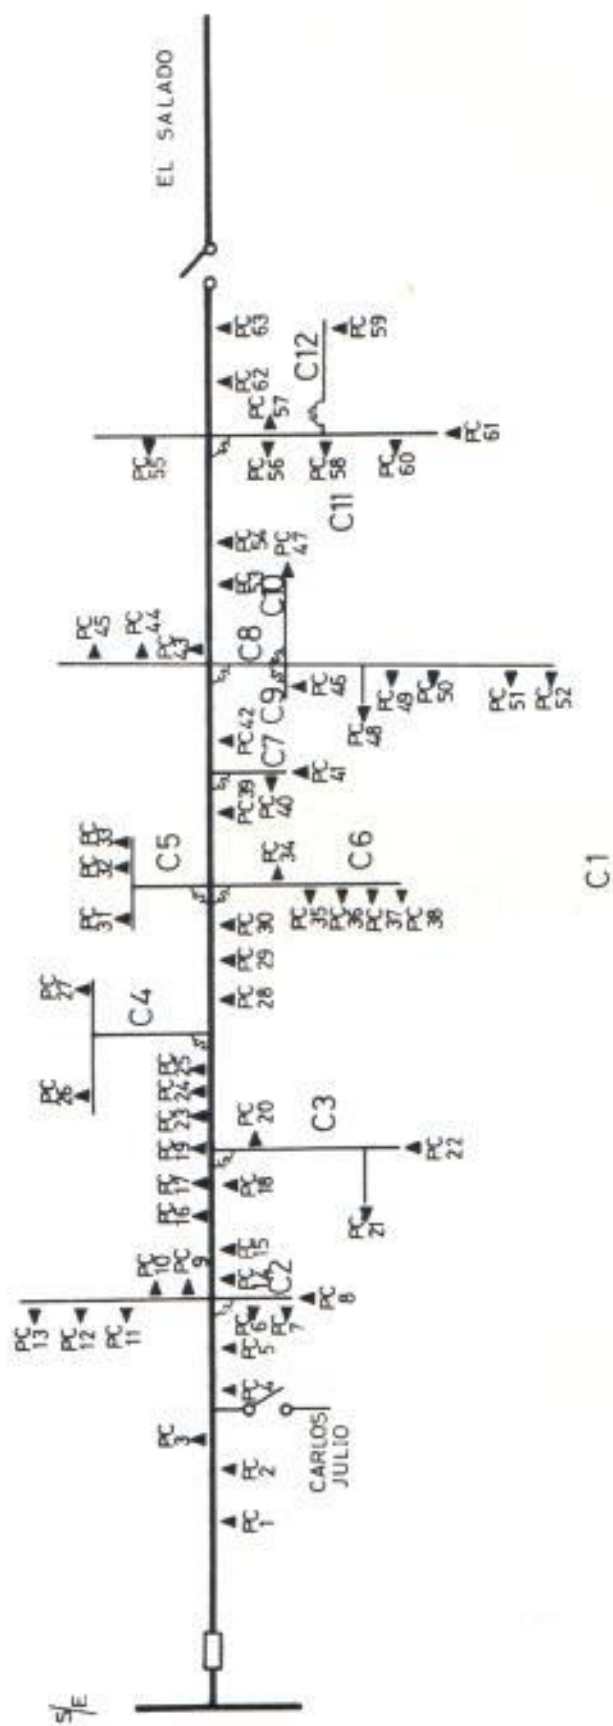 S/E
EL SALADO
CARLOS
JULIO
PC
1
PC
2
PC
3
PC
4
PC
5
PC
6
PC
7
PC
8
PC
9
PC
10
PC
11
PC
12
PC
13
C2
PC
15
PC
16
PC
17
PC
18
PC
19
PC
20
PC
21
PC
22
C3
PC
23
PC
24
PC
25
PC
26
PC
27
C4
PC
28
PC
29
PC
30
PC
31
PC
32
PC
33
C5
PC
34
PC
35
PC
36
PC
37
PC
38
C6
PC39
PC
40
PC
41
C7
PC42
PC
43
PC
44
PC
45
C8
PC
46
C9
PC
47
C10
PC
48
PC
49
PC
50
PC
51
PC
52
PC
53
PC
54
PC
55
PC
56
PC
57
PC
58
PC
59
PC
60
PC
61
C11
C12
PC
62
PC
63
C1